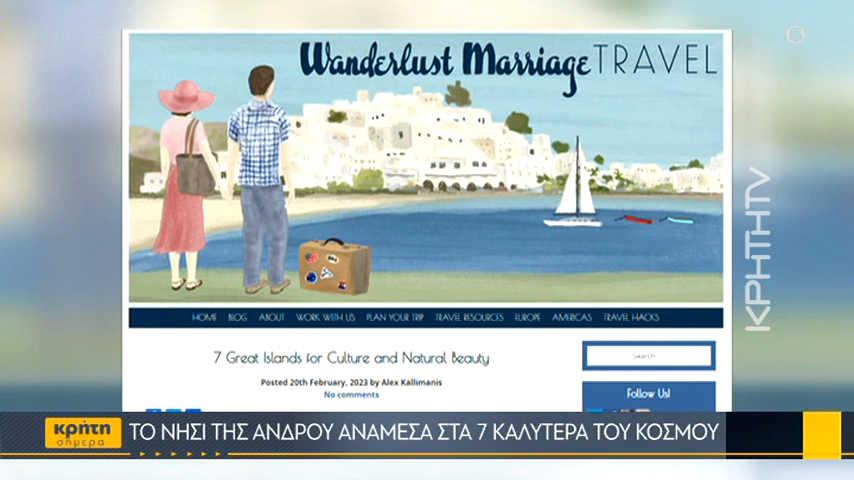 Wanderlust Marriage TRAVEL
HOME BLOG ABOUT WORK WITH US PLAN YOUR TRIP TRAVEL RESOURCES EUROPE AMERICAS TRAVEL HACKS
7 Great Islands for Culture and Natural Beauty
Search...
Posted 20th February, 2023 by Alex Kallimanis
No comments
Follow Us!
ΚΡΗΤΗTV
κρήτη
σήμερα
ΤΟ ΝΗΣΙ ΤΗΣ ΑΝΔΡΟΥ ΑΝΑΜΕΣΑ ΣΤΑ 7 ΚΑΛΥΤΕΡΑ ΤΟΥ ΚΟΣΜΟΥ